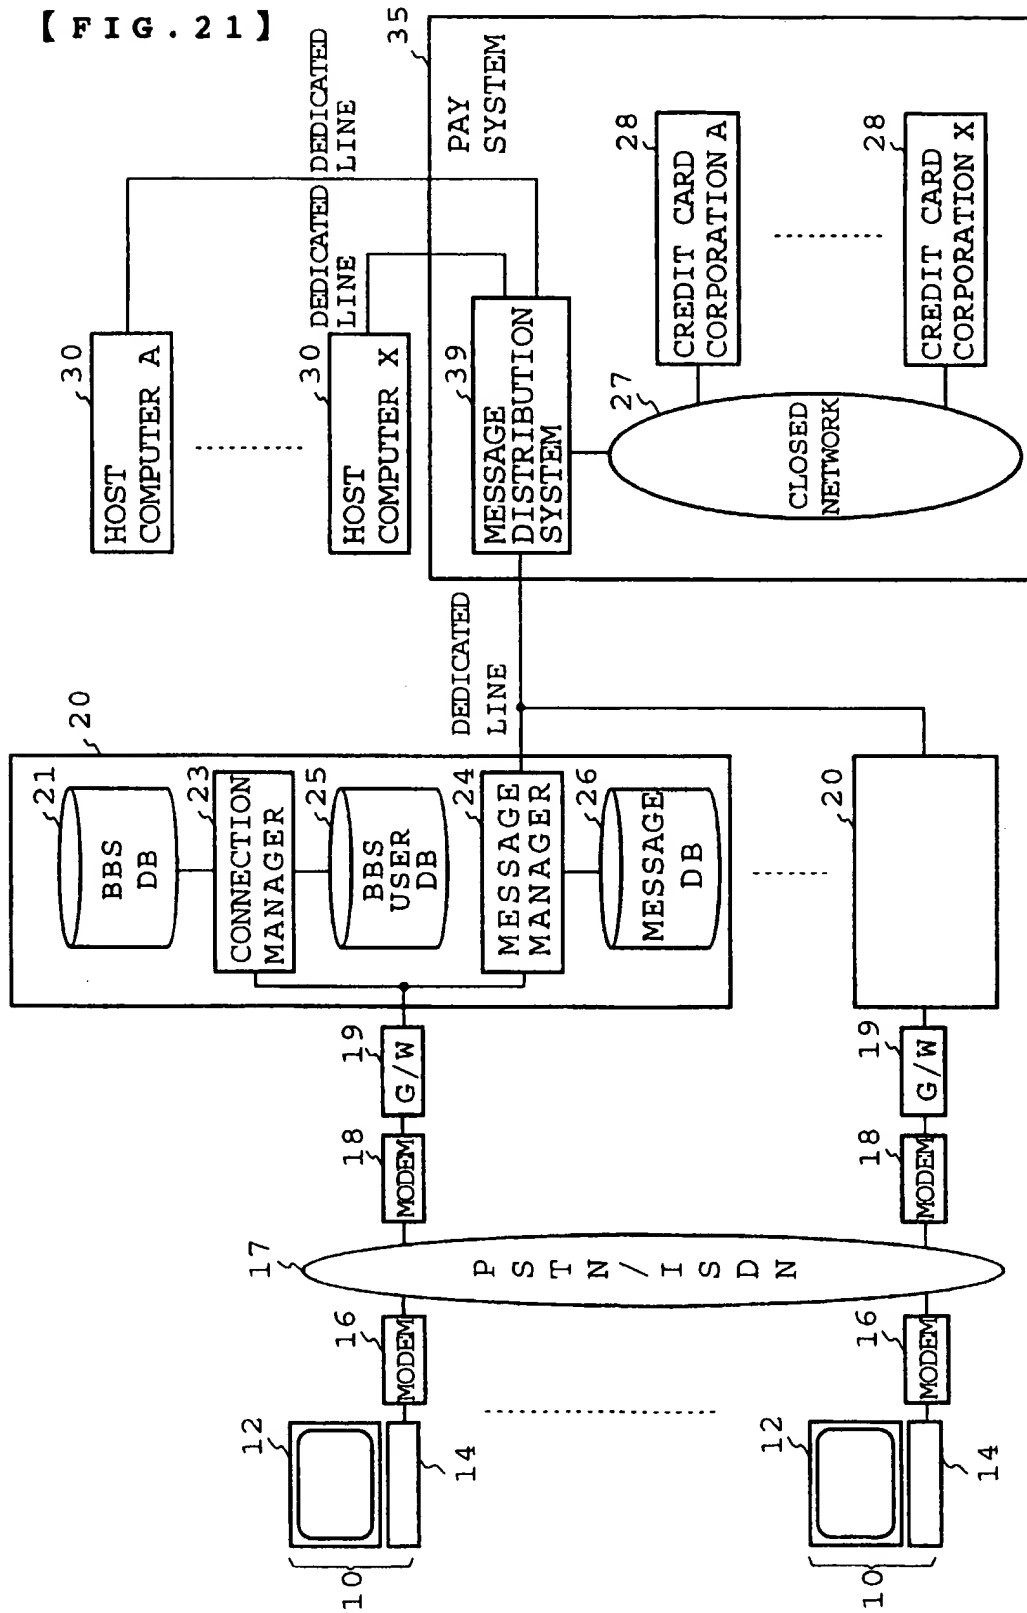 【FIG.21】
12
10
14
16
MODEM
17
PSTN/ISDN
18
MODEM
19
G/W
20
21
BBS
DB
23
CONNECTION
MANAGER
25
BBS
USER
DB
24
MESSAGE
MANAGER
26
MESSAGE
DB
DEDICATED
LINE
30
HOST
COMPUTER A
30
HOST
COMPUTER X
DEDICATED
LINE
DEDICATED
LINE
35
PAY
SYSTEM
39
MESSAGE
DISTRIBUTION
SYSTEM
27
CLOSED
NETWORK
28
CREDIT CARD
CORPORATION A
28
CREDIT CARD
CORPORATION X
12
10
14
16
MODEM
18
MODEM
19
G/W
20